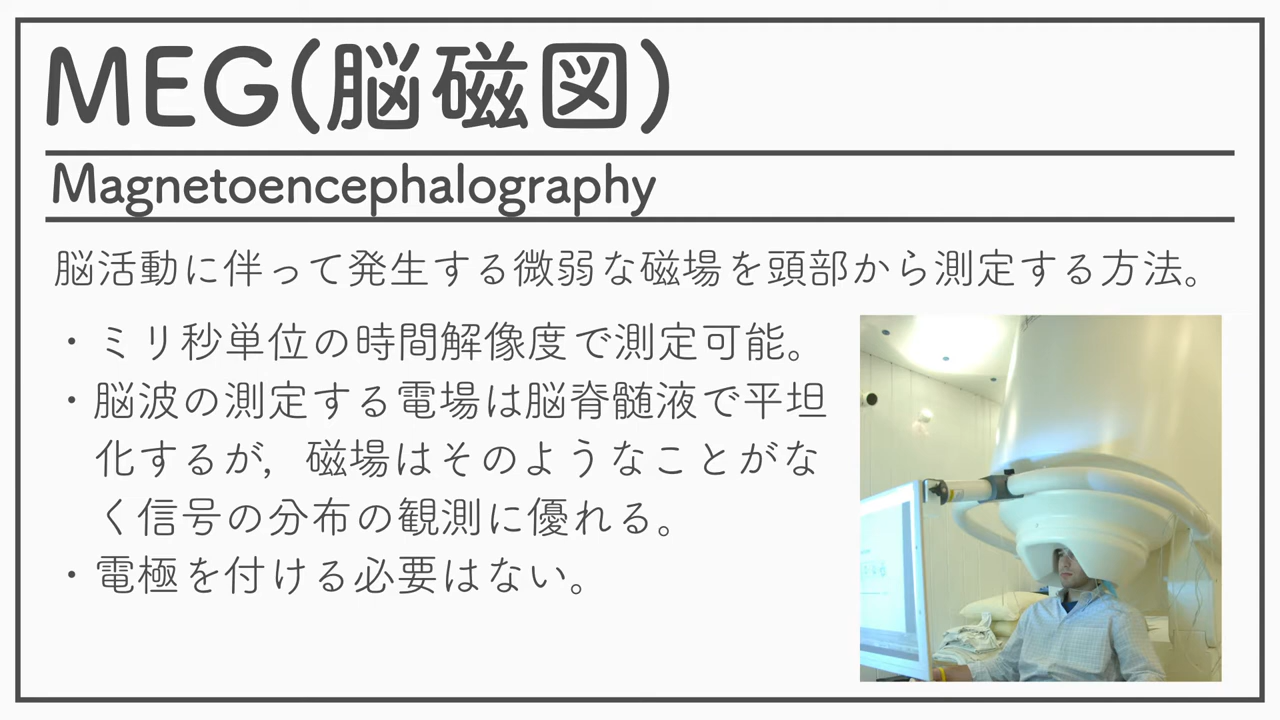 MEG(脳磁図)
Magnetoencephalography
脳活動に伴って発生する微弱な磁場を頭部から測定する方法。
・ミリ秒単位の時間解像度で測定可能。
・脳波の測定する電場は脳脊髄液で平坦
化するが，磁場はそのようなことがな
く信号の分布の観測に優れる。
・電極を付ける必要はない。